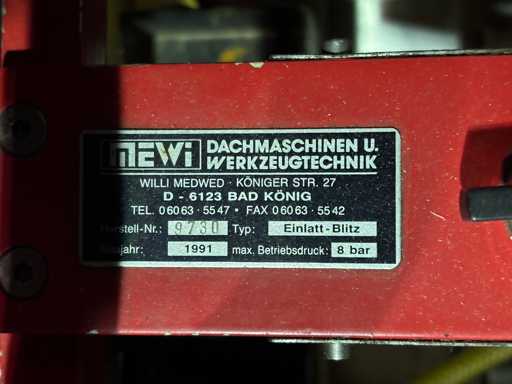 MEWi DACHMASCHINEN U.
WERKZEUGTECHNIK
WILLI MEDWED · KÖNIGER STR. 27
D - 6123 BAD KÖNIG
TEL. 06063 · 5547 • FAX 06063 · 5542
Herstell-Nr.: 9730 Typ: Einlatt-Blitz
Baujahr: 1991 max. Betriebsdruck: 8 bar